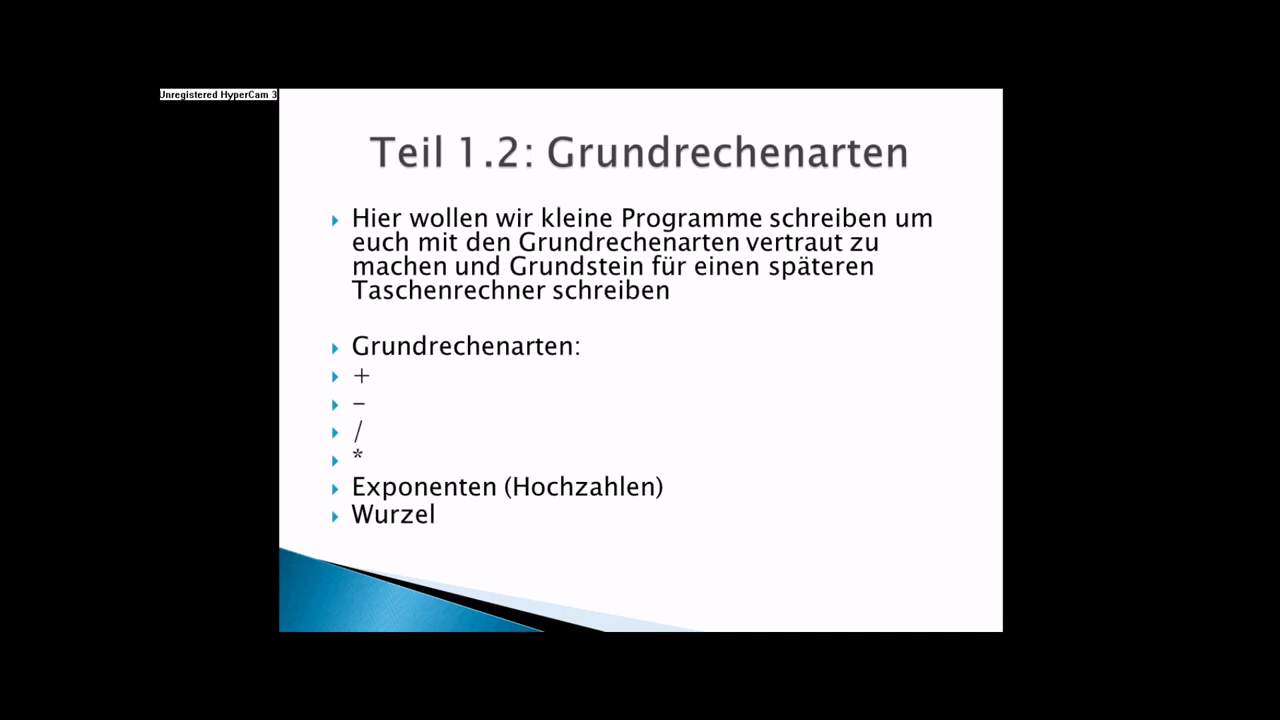 Unregistered HyperCam 3
Teil 1.2: Grundrechenarten
Hier wollen wir kleine Programme schreiben um
euch mit den Grundrechenarten vertraut zu
machen und Grundstein für einen späteren
Taschenrechner schreiben
Grundrechenarten:
+
-
/
*
Exponenten (Hochzahlen)
Wurzel